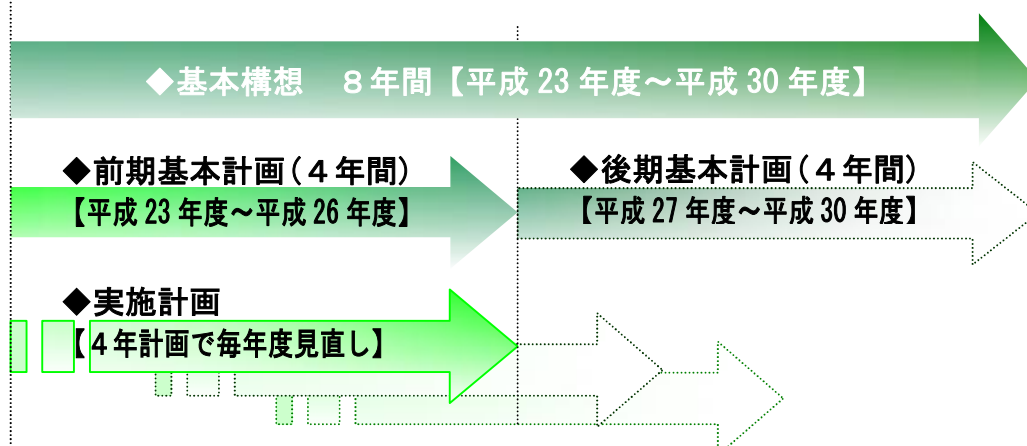 ◆基本構想　８年間【平成 23 年度～平成 30 年度】
◆前期基本計画（４年間）
【平成 23 年度～平成 26 年度】
◆後期基本計画（４年間）
【平成 27 年度～平成 30 年度】
◆実施計画
【４年計画で毎年度見直し】